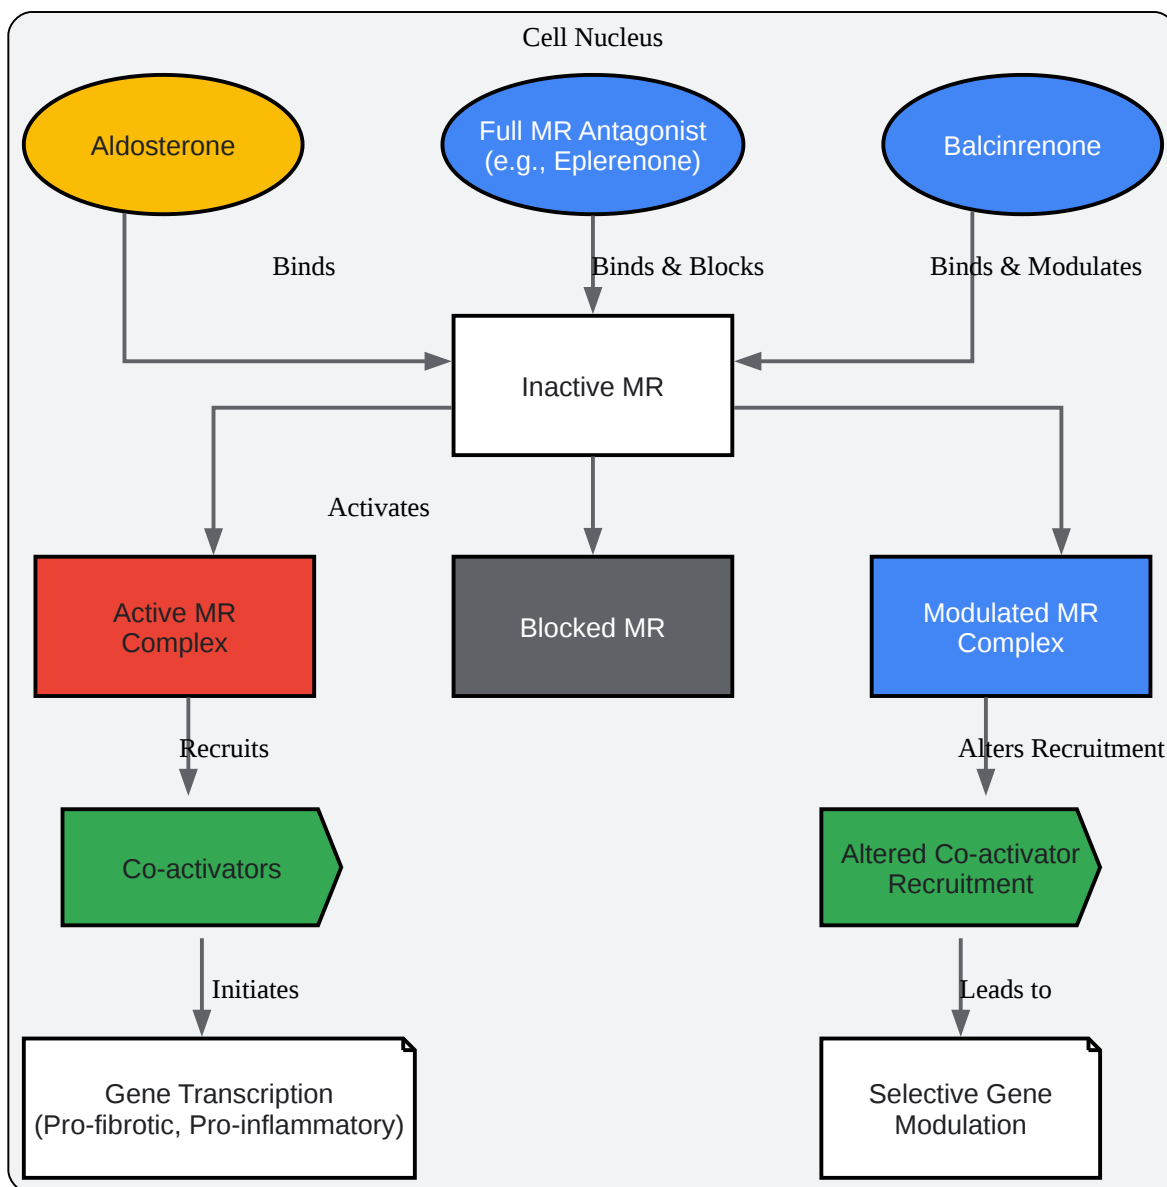 Cell Nucleus
Aldosterone
Full MR Antagonist
(e.g., Eplerenone)
Balcinrenone
Binds
Binds & Blocks
Binds & Modulates
Inactive MR
Activates
Active MR
Complex
Blocked MR
Modulated MR
Complex
Recruits
Alters Recruitment
Co-activators
Altered Co-activator
Recruitment
Initiates
Leads to
Gene Transcription
(Pro-fibrotic, Pro-inflammatory)
Selective Gene
Modulation